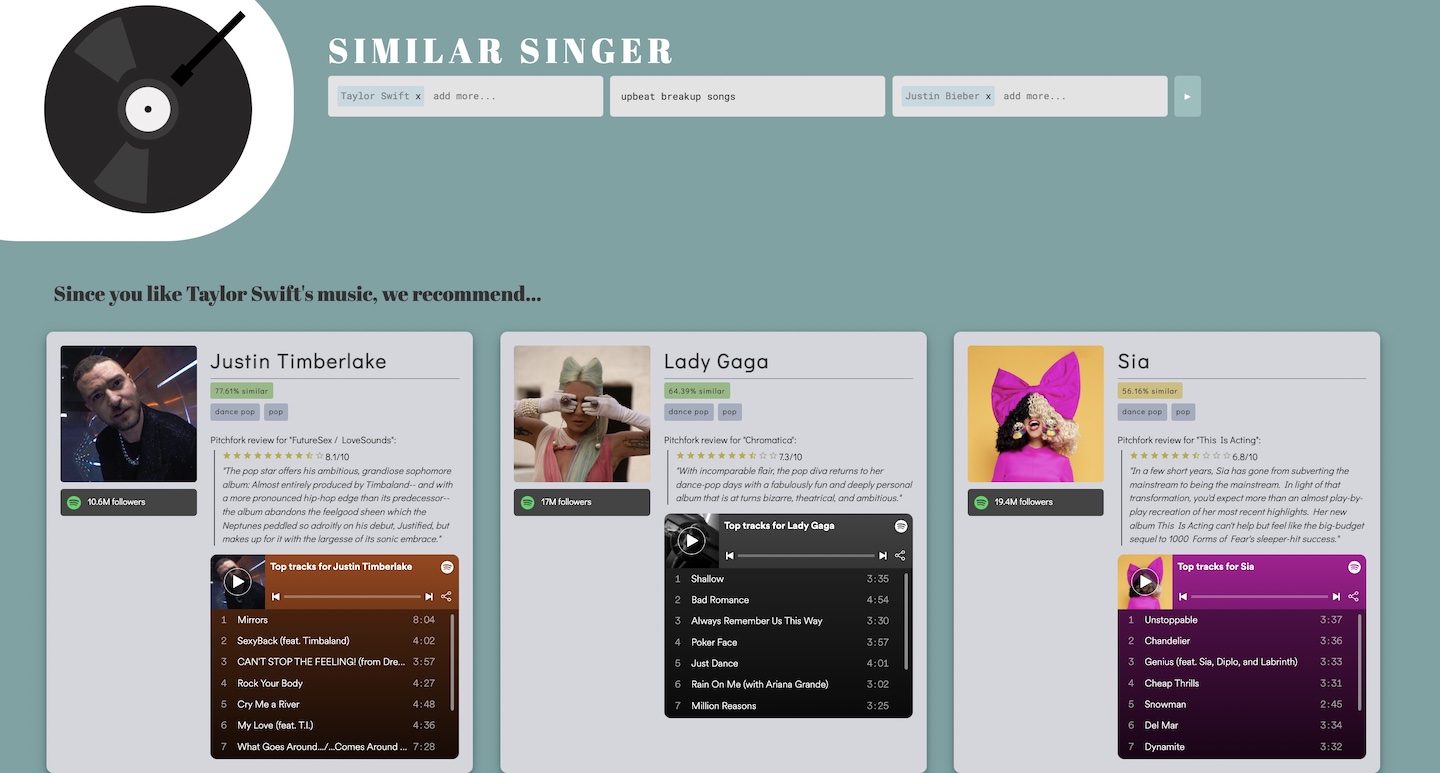 SIMILAR SINGER
Taylor Swift x add more...
upbeat breakup songs
Justin Bieber x add more...
Since you like Taylor Swift's music, we recommend...
Justin Timberlake
77.61% similar
dance pop pop
10.6M followers
Pitchfork review for "FutureSex / LoveSounds":
8.1/10
"The pop star offers his ambitious, grandiose sophomore
album: Almost entirely produced by Timbaland-- and with
a more pronounced hip-hop edge than its predecessor--
the album abandons the feelgood sheen which the
Neptunes peddled so adroitly on his debut, Justified, but
makes up for it with the largesse of its sonic embrace."
Top tracks for Justin Timberlake
1 Mirrors 8:04
2 SexyBack (feat. Timbaland) 4:02
3 CAN'T STOP THE FEELING! (from Dre... 3:57
4 Rock Your Body 4:27
5 Cry Me a River 4:48
6 My Love (feat. T.I.) 4:36
7 What Goes Around.../...Comes Around ... 7:28
Lady Gaga
64.39% similar
dance pop pop
17M followers
Pitchfork review for "Chromatica":
7.3/10
"With incomparable flair, the pop diva returns to her
dance-pop days with a fabulously fun and deeply personal
album that is at turns bizarre, theatrical, and ambitious."
Top tracks for Lady Gaga
1 Shallow 3:35
2 Bad Romance 4:54
3 Always Remember Us This Way 3:30
4 Poker Face 3:57
5 Just Dance 4:01
6 Rain On Me (with Ariana Grande) 3:02
7 Million Reasons 3:25
Sia
56.16% similar
dance pop pop
19.4M followers
Pitchfork review for "This Is Acting":
6.8/10
"In a few short years, Sia has gone from subverting the
mainstream to being the mainstream. In light of that
transformation, you'd expect more than an almost play-by-
play recreation of her most recent highlights. Her new
album This Is Acting can't help but feel like the big-budget
sequel to 1000 Forms of Fear's sleeper-hit success."
Top tracks for Sia
1 Unstoppable 3:37
2 Chandelier 3:36
3 Genius (feat. Sia, Diplo, and Labrinth) 3:33
4 Cheap Thrills 3:31
5 Snowman 2:45
6 Del Mar 3:34
7 Dynamite 3:32